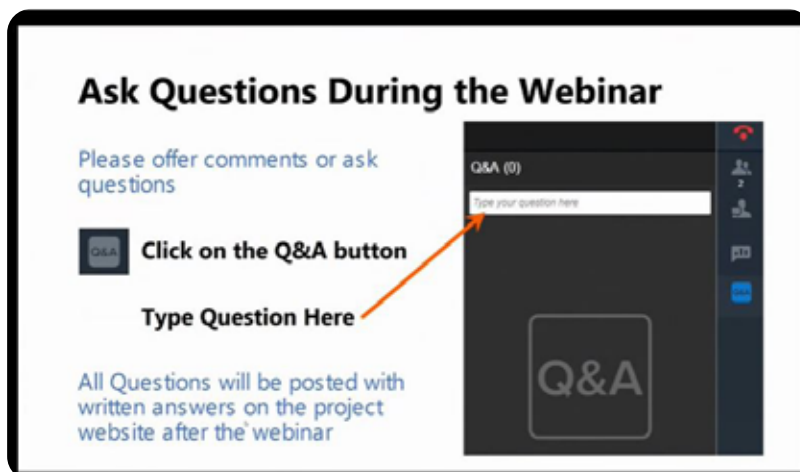 Ask Questions During the Webinar
Please offer comments or ask
questions
Q&A
Click on the Q&A button
Type Question Here
All Questions will be posted with
written answers on the project
website after the webinar
Q&A (0)
Type your question here
2
Q&A
Q&A